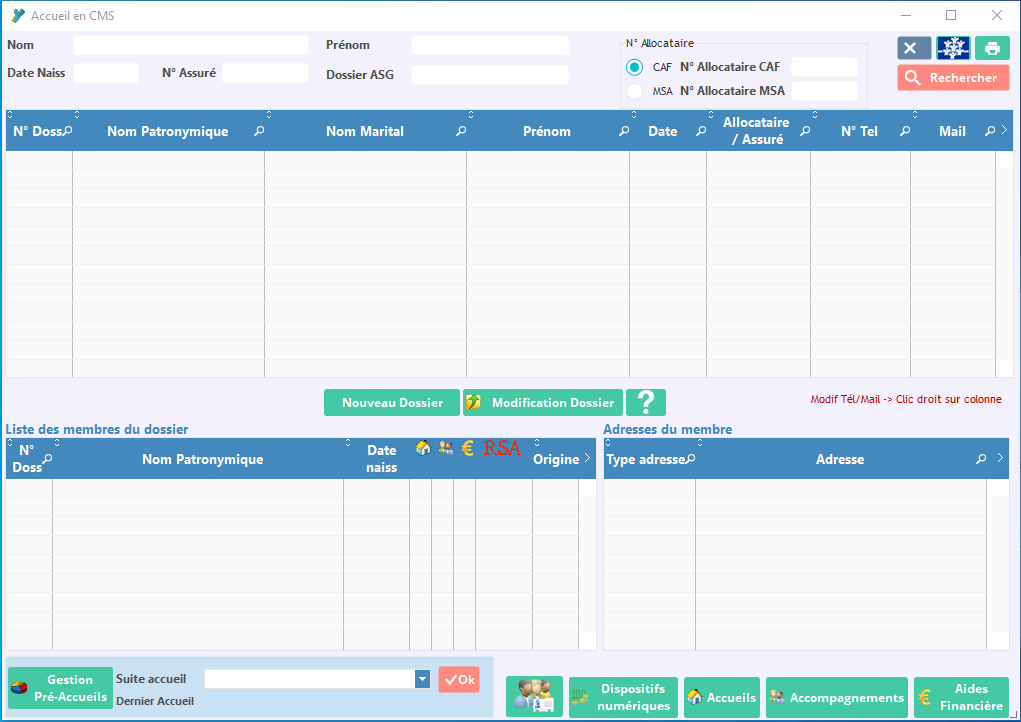 Accueil en CMS
Nom
Prénom
N° Allocataire
Date Naiss
N° Assuré
Dossier ASG
CAF N° Allocataire CAF
MSA N° Allocataire MSA
Rechercher
N° Doss.
Nom Patronymique
Nom Marital
Prénom
Date
Allocataire
/ Assuré
N° Tel
Mail
Nouveau Dossier
Modification Dossier
?
Modif Tél/Mail -> Clic droit sur colonne
Liste des membres du dossier
N°
Doss
Nom Patronymique
Date
naiss
€
RSA
Origine
Adresses du membre
Type adresse
Adresse
Gestion
Pré-Accueils
Suite accueil
Ok
Dernier Accueil
Dispositifs
numériques
Accueils
Accompagnements
€
Aides
Financière